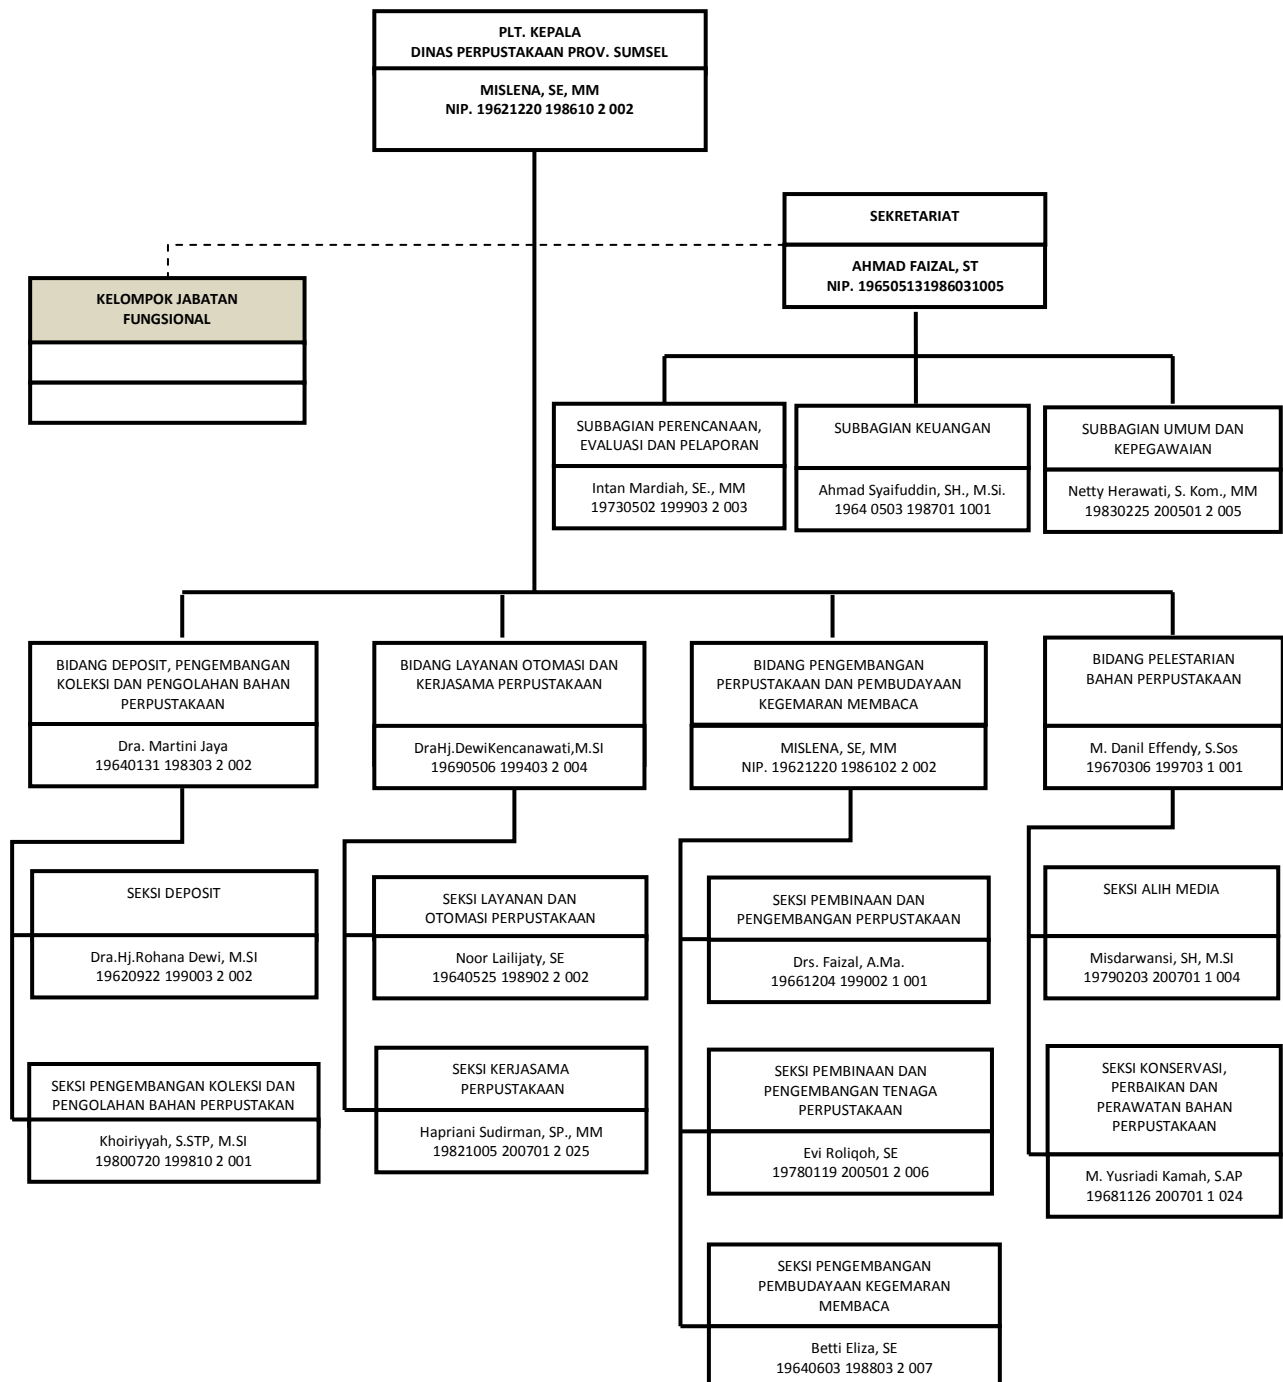 PLT. KEPALA
DINAS PERPUSTAKAAN PROV. SUMSEL
MISLENA, SE, MM
NIP. 19621220 198610 2 002
SEKRETARIAT
AHMAD FAIZAL, ST
NIP. 196505131986031005
KELOMPOK JABATAN
FUNGSIONAL
SUBBAGIAN PERENCANAAN,
EVALUASI DAN PELAPORAN
Intan Mardiah, SE., MM
19730502 199903 2 003
SUBBAGIAN KEUANGAN
Ahmad Syaifuddin, SH., M.Si.
1964 0503 198701 1001
SUBBAGIAN UMUM DAN
KEPEGAWAIAN
Netty Herawati, S. Kom., MM
19830225 200501 2 005
BIDANG DEPOSIT, PENGEMBANGAN
KOLEKSI DAN PENGOLAHAN BAHAN
PERPUSTAKAAN
Dra. Martini Jaya
19640131 198303 2 002
BIDANG LAYANAN OTOMASI DAN
KERJASAMA PERPUSTAKAAN
DraHj.DewiKencanawati,M.SI
19690506 199403 2 004
BIDANG PENGEMBANGAN
PERPUSTAKAAN DAN PEMBUDAYAAN
KEGEMARAN MEMBACA
MISLENA, SE, MM
NIP. 19621220 1986102 2 002
BIDANG PELESTARIAN
BAHAN PERPUSTAKAAN
M. Danil Effendy, S.Sos
19670306 199703 1 001
SEKSI DEPOSIT
Dra.Hj.Rohana Dewi, M.SI
19620922 199003 2 002
SEKSI LAYANAN DAN
OTOMASI PERPUSTAKAAN
Noor Lailijaty, SE
19640525 198902 2 002
SEKSI PEMBINAAN DAN
PENGEMBANGAN PERPUSTAKAAN
Drs. Faizal, A.Ma.
19661204 199002 1 001
SEKSI ALIH MEDIA
Misdarwansi, SH, M.SI
19790203 200701 1 004
SEKSI PENGEMBANGAN KOLEKSI DAN
PENGOLAHAN BAHAN PERPUSTAKAN
Khoiriyyah, S.STP, M.SI
19800720 199810 2 001
SEKSI KERJASAMA
PERPUSTAKAAN
Hapriani Sudirman, SP., MM
19821005 200701 2 025
SEKSI PEMBINAAN DAN
PENGEMBANGAN TENAGA
PERPUSTAKAAN
Evi Roliqoh, SE
19780119 200501 2 006
SEKSI KONSERVASI,
PERBAIKAN DAN
PERAWATAN BAHAN
PERPUSTAKAAN
M. Yusriadi Kamah, S.AP
19681126 200701 1 024
SEKSI PENGEMBANGAN
PEMBUDAYAAN KEGEMARAN
MEMBACA
Betti Eliza, SE
19640603 198803 2 007